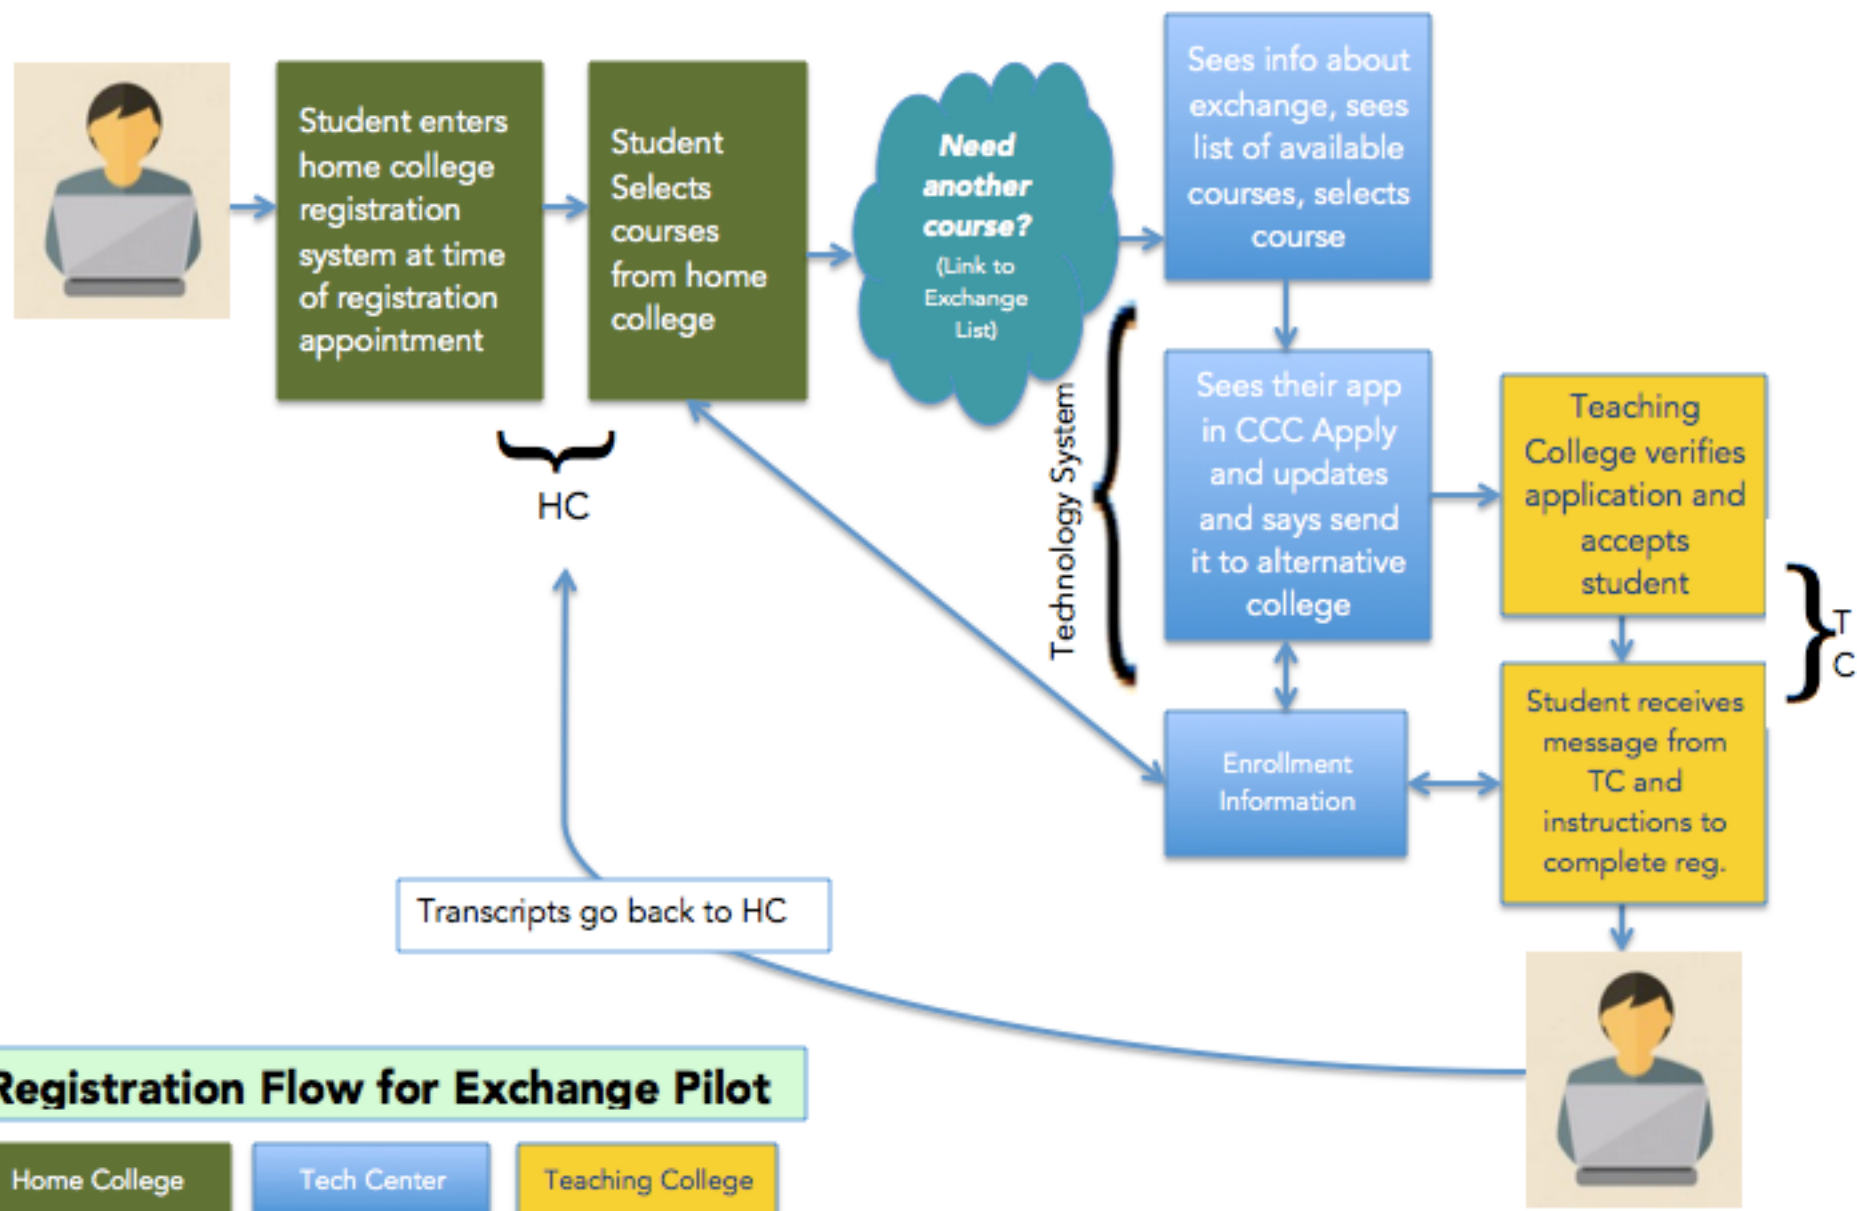 Student enters
home college
registration
system at time
of registration
appointment
Student
Selects
courses
from home
college
HC
Need
another
course?
(Link to
Exchange
List)
Sees info about
exchange, sees
list of available
courses, selects
course
Technology System
Sees their app
in CCC Apply
and updates
and says send
it to alternative
college
Teaching
College verifies
application and
accepts
student
T
C
Enrollment
Information
Student receives
message from
TC and
instructions to
complete reg.
Transcripts go back to HC
Registration Flow for Exchange Pilot
Home College
Tech Center
Teaching College